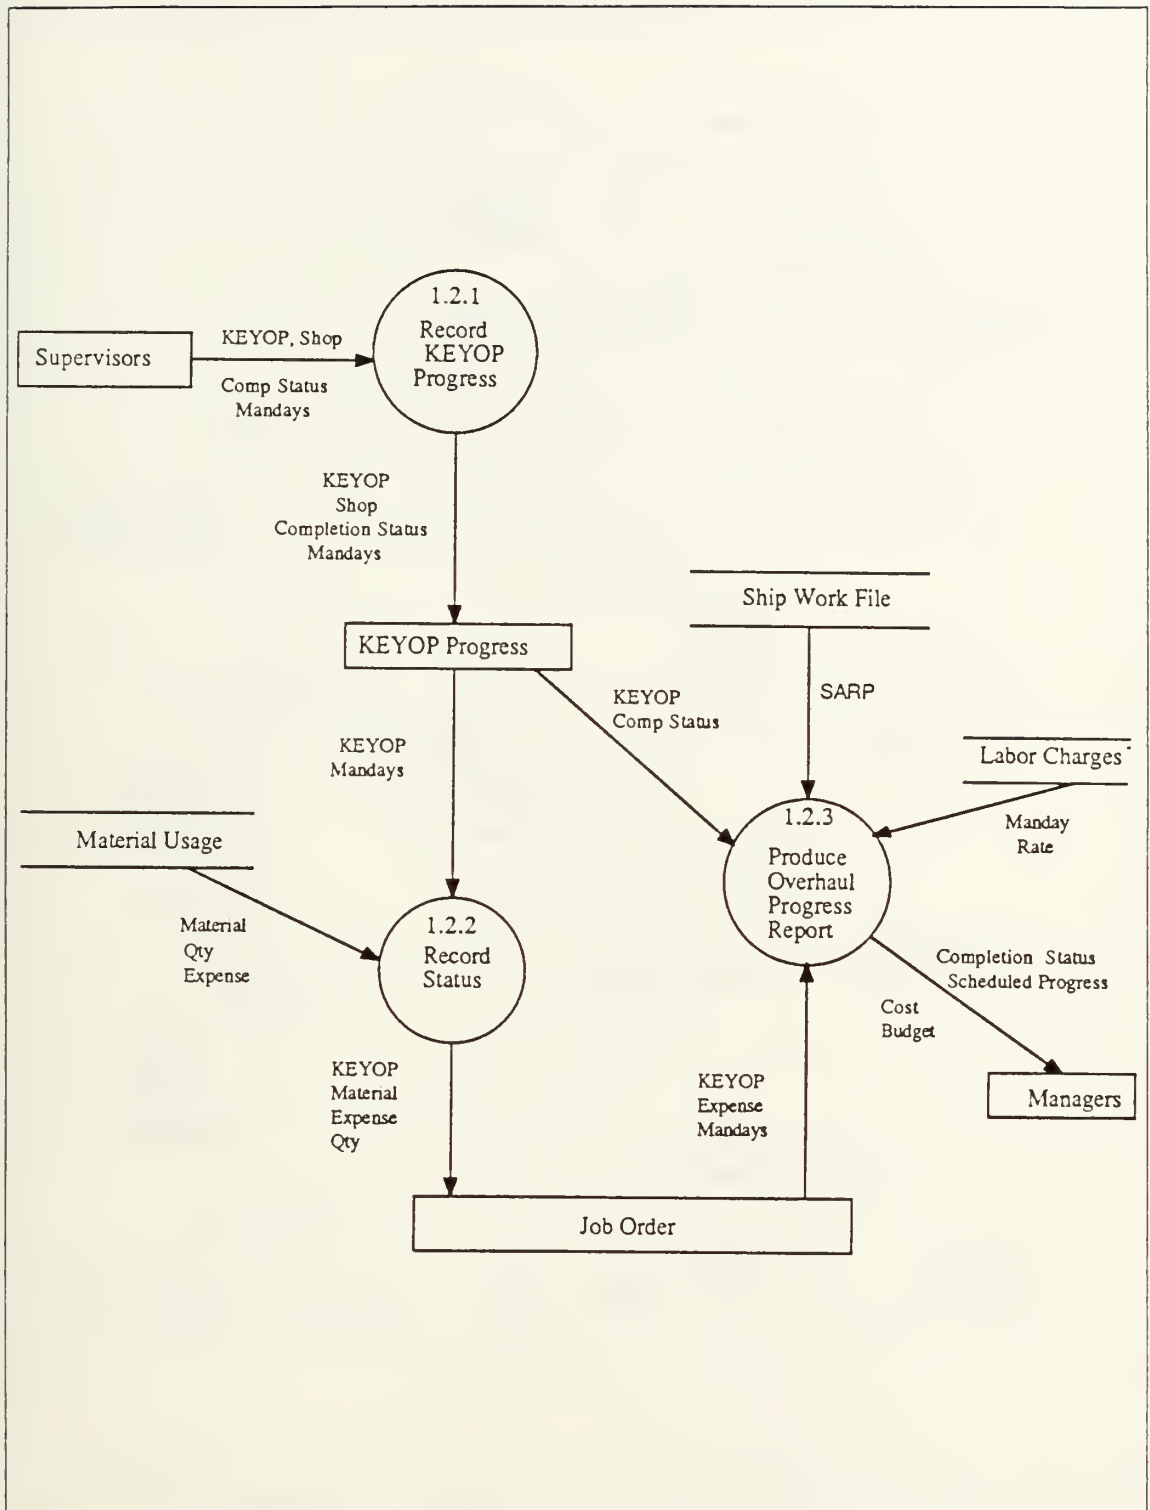 1.2.1
Record
KEYOP
Progress
Supervisors
KEYOP, Shop
Comp Status
Mandays
KEYOP
Shop
Completion Status
Mandays
KEYOP Progress
Ship Work File
SARP
KEYOP
Comp Status
Labor Charges
Manday
Rate
KEYOP
Mandays
Material Usage
Material
Qty
Expense
1.2.2
Record
Status
1.2.3
Produce
Overhaul
Progress
Report
Completion Status
Scheduled Progress
Cost
Budget
Managers
KEYOP
Material
Expense
Qty
KEYOP
Expense
Mandays
Job Order